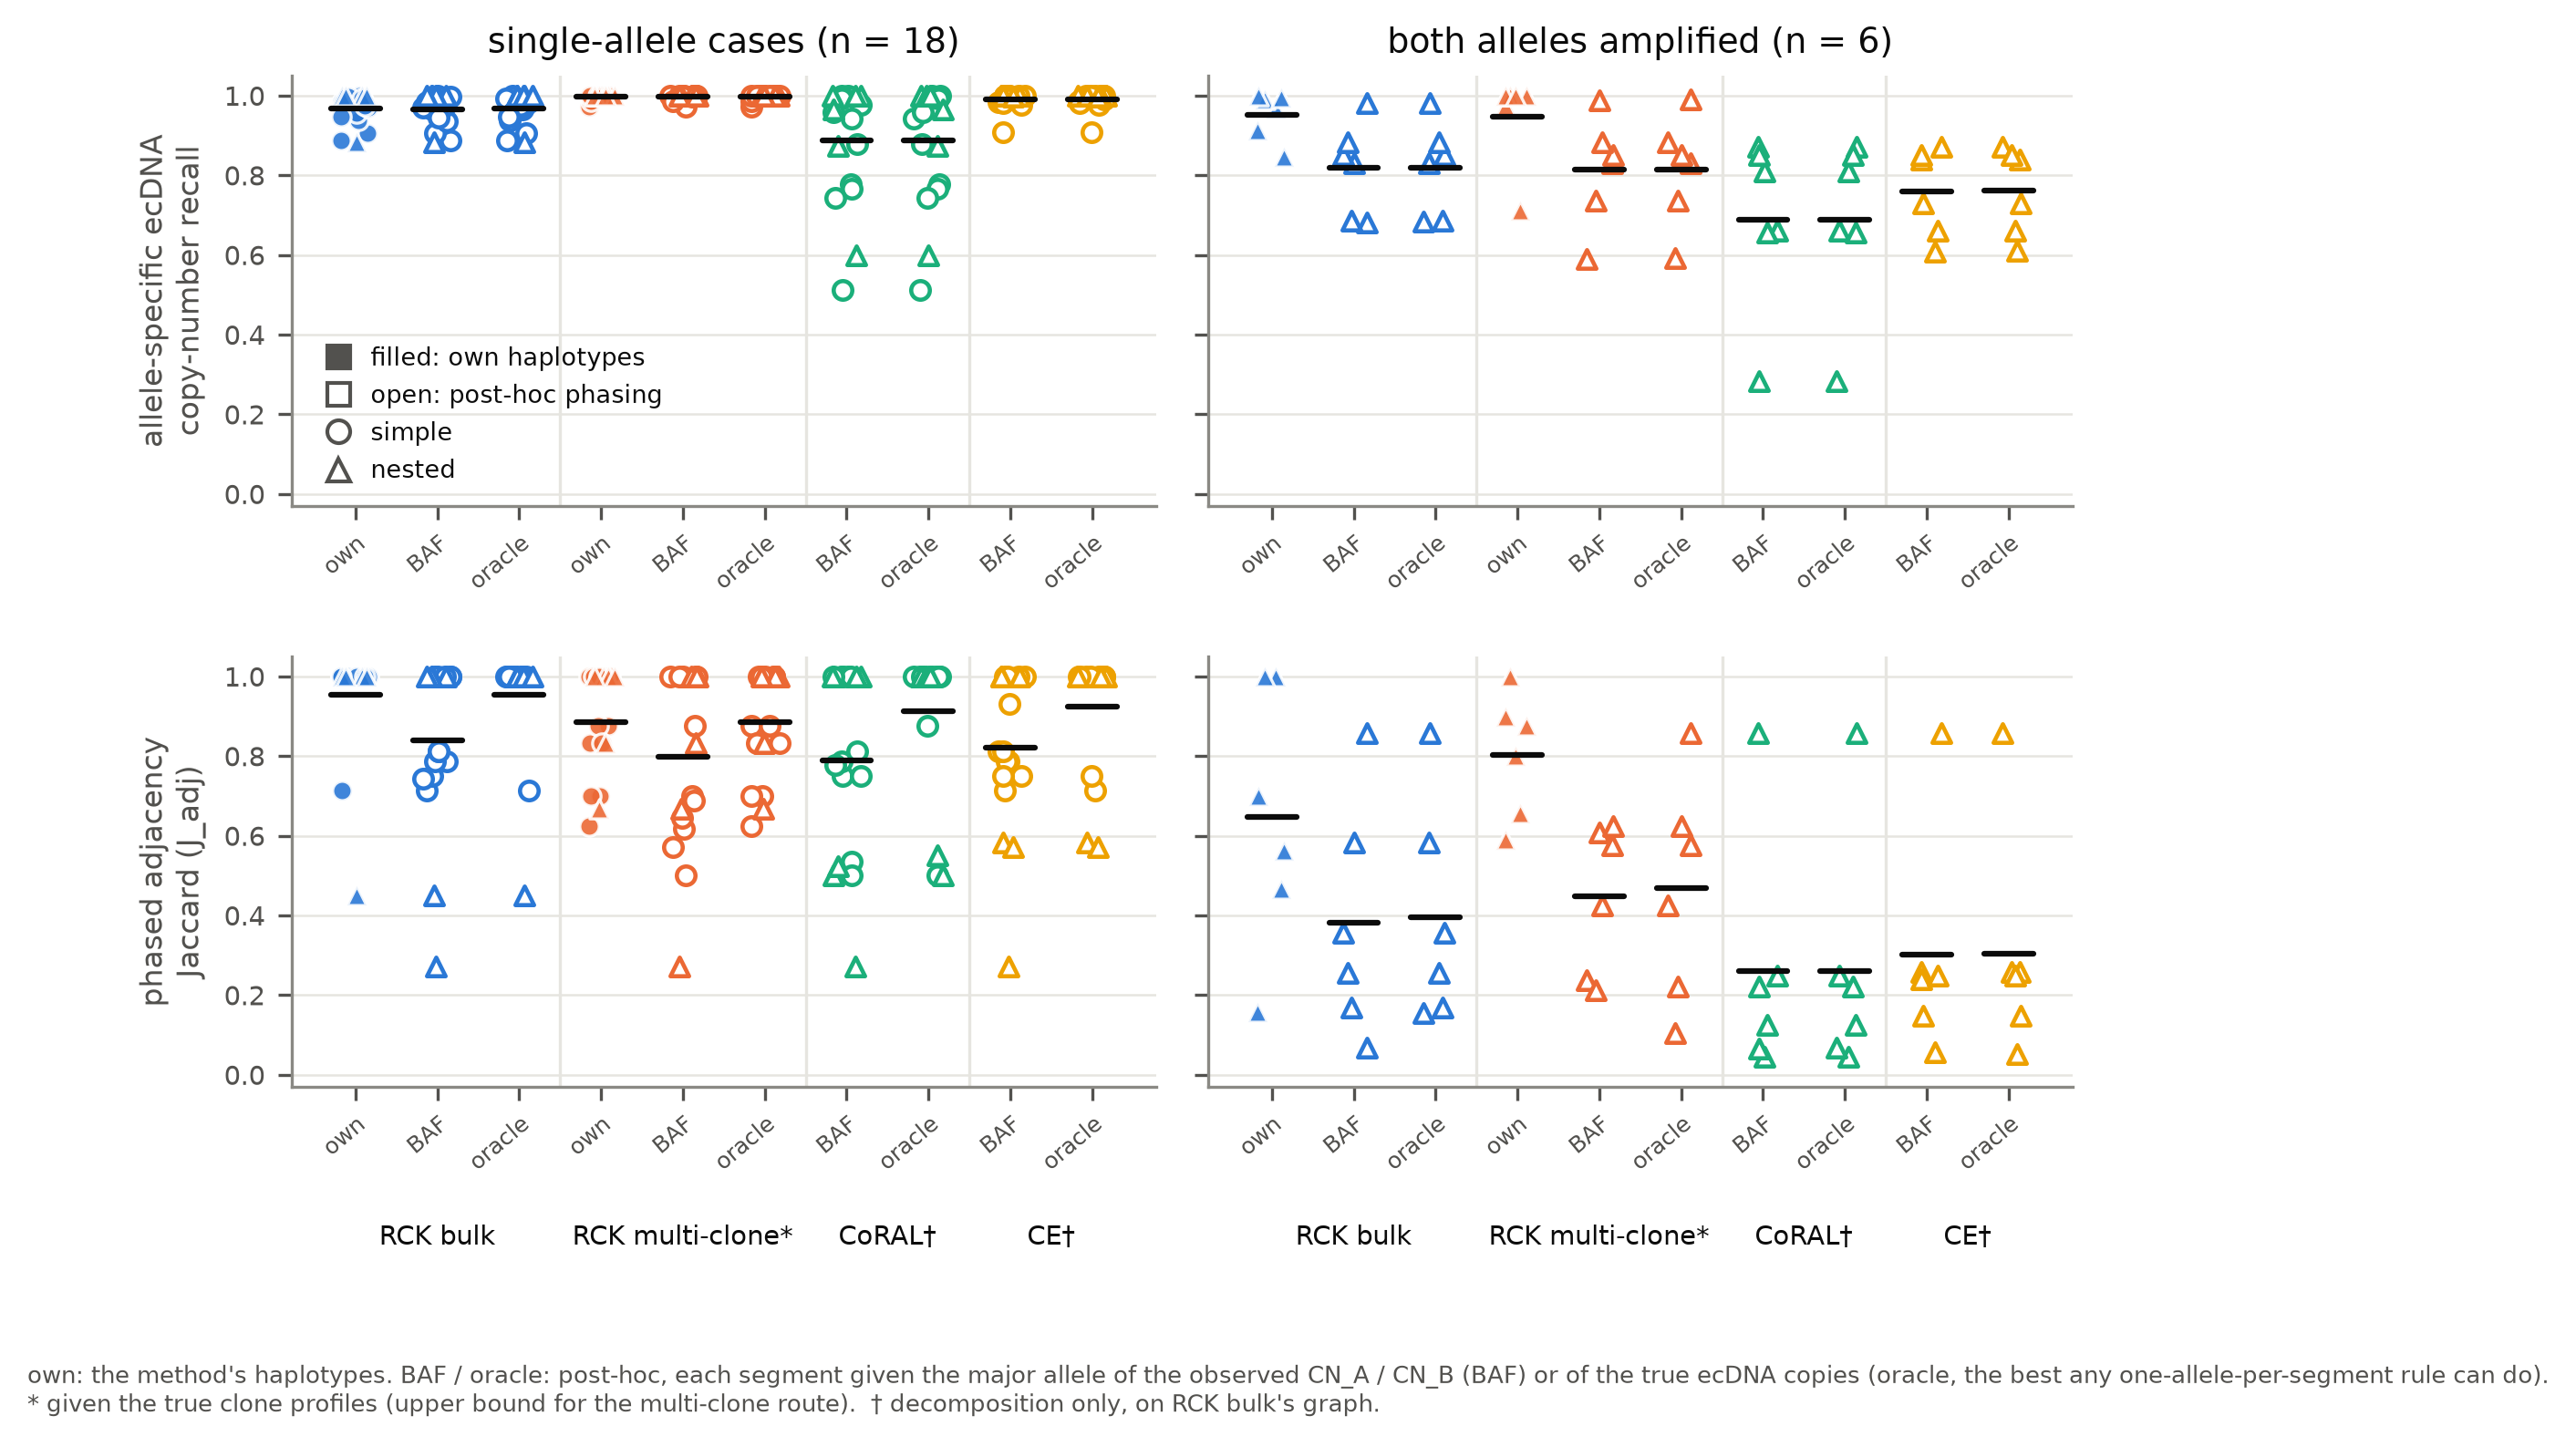 single-allele cases (n = 18)
both alleles amplified (n = 6)
allele-specific ecDNA
copy-number recall
1.0
0.8
0.6
0.4
0.2
0.0
filled: own haplotypes
open: post-hoc phasing
simple
nested
own BAF oracle own BAF oracle BAF oracle BAF oracle
own BAF oracle own BAF oracle BAF oracle BAF oracle
phased adjacency
Jaccard (J_adj)
1.0
0.8
0.6
0.4
0.2
0.0
own BAF oracle own BAF oracle BAF oracle BAF oracle
own BAF oracle own BAF oracle BAF oracle BAF oracle
RCK bulk RCK multi-clone* CoRAL† CE†
RCK bulk RCK multi-clone* CoRAL† CE†
own: the method's haplotypes. BAF / oracle: post-hoc, each segment given the major allele of the observed CN_A / CN_B (BAF) or of the true ecDNA copies (oracle, the best any one-allele-per-segment rule can do).
* given the true clone profiles (upper bound for the multi-clone route).  † decomposition only, on RCK bulk's graph.